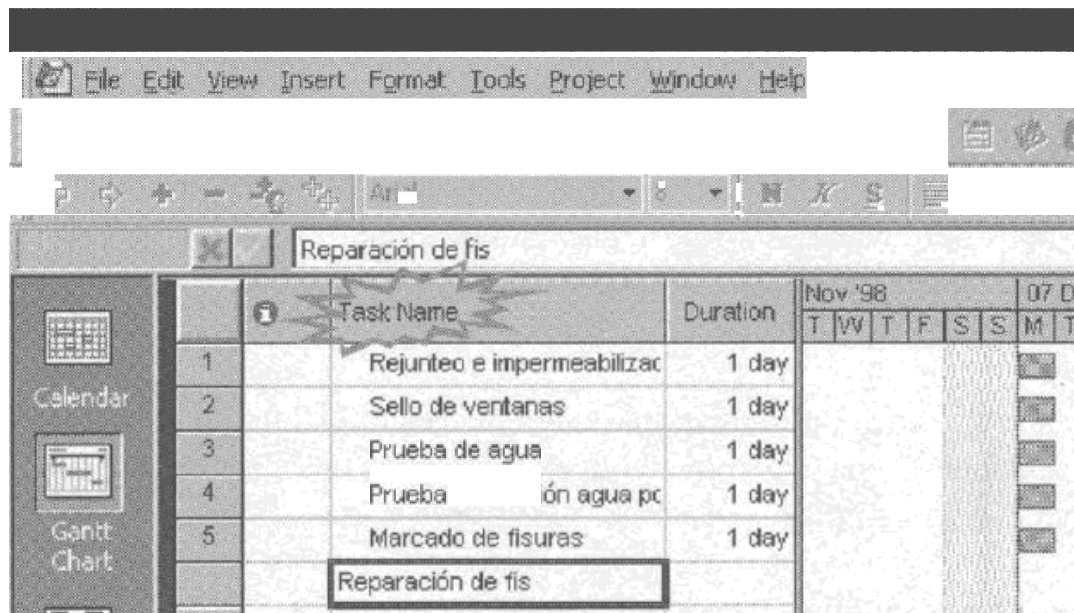 File Edit View Insert Format Tools Project Window Help
N K S
Reparación de fis
Task Name Duration Nov '98 07 D
T W T F S S M T
1 Rejunteo e impermeabilizac 1 day
Calendar
2 Sello de ventanas 1 day
3 Prueba de agua 1 day
4 Prueba ón agua po 1 day
Gantt Chart
5 Marcado de fisuras 1 day
Reparación de fis